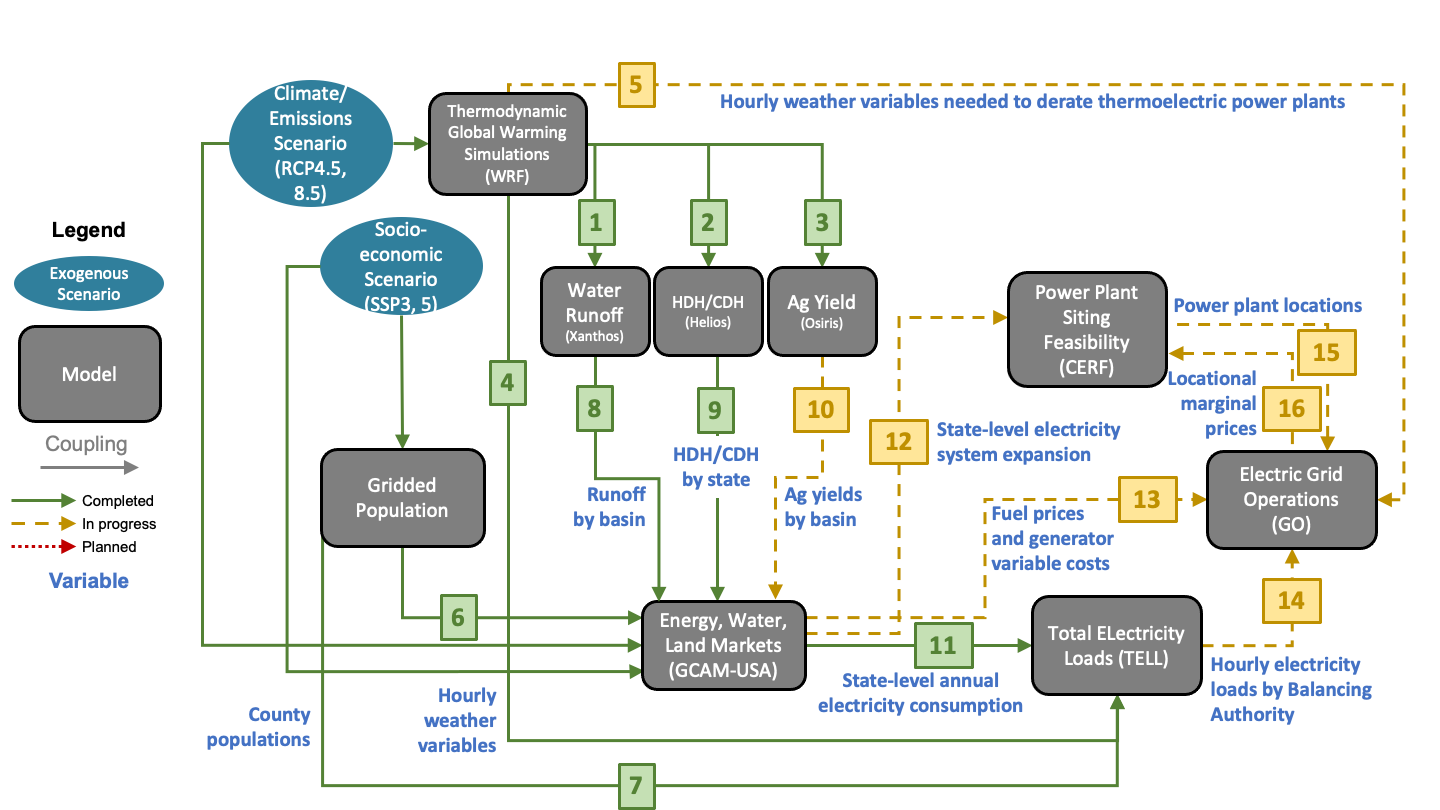 5
Hourly weather variables needed to derate thermoelectric power plants
Climate/
Emissions
Scenario
(RCP4.5,
8.5)
Thermodynamic
Global Warming
Simulations
(WRF)
1
2
3
Legend
Exogenous
Scenario
Model
Coupling
Completed
In progress
Planned
Variable
Socio-
economic
Scenario
(SSP3, 5)
Water
Runoff
(Xanthos)
HDH/CDH
(Helios)
Ag Yield
(Osiris)
Power Plant
Siting
Feasibility
(CERF)
Power plant locations
15
Locational
marginal
prices
16
4
8
9
10
12
State-level electricity
system expansion
HDH/CDH
by state
Runoff
by basin
Ag yields
by basin
Gridded
Population
13
Fuel prices
and generator
variable costs
Electric Grid
Operations
(GO)
14
6
Energy, Water,
Land Markets
(GCAM-USA)
11
State-level annual
electricity consumption
Total ELectricity
Loads (TELL)
Hourly electricity
loads by Balancing
Authority
County
populations
Hourly
weather
variables
7